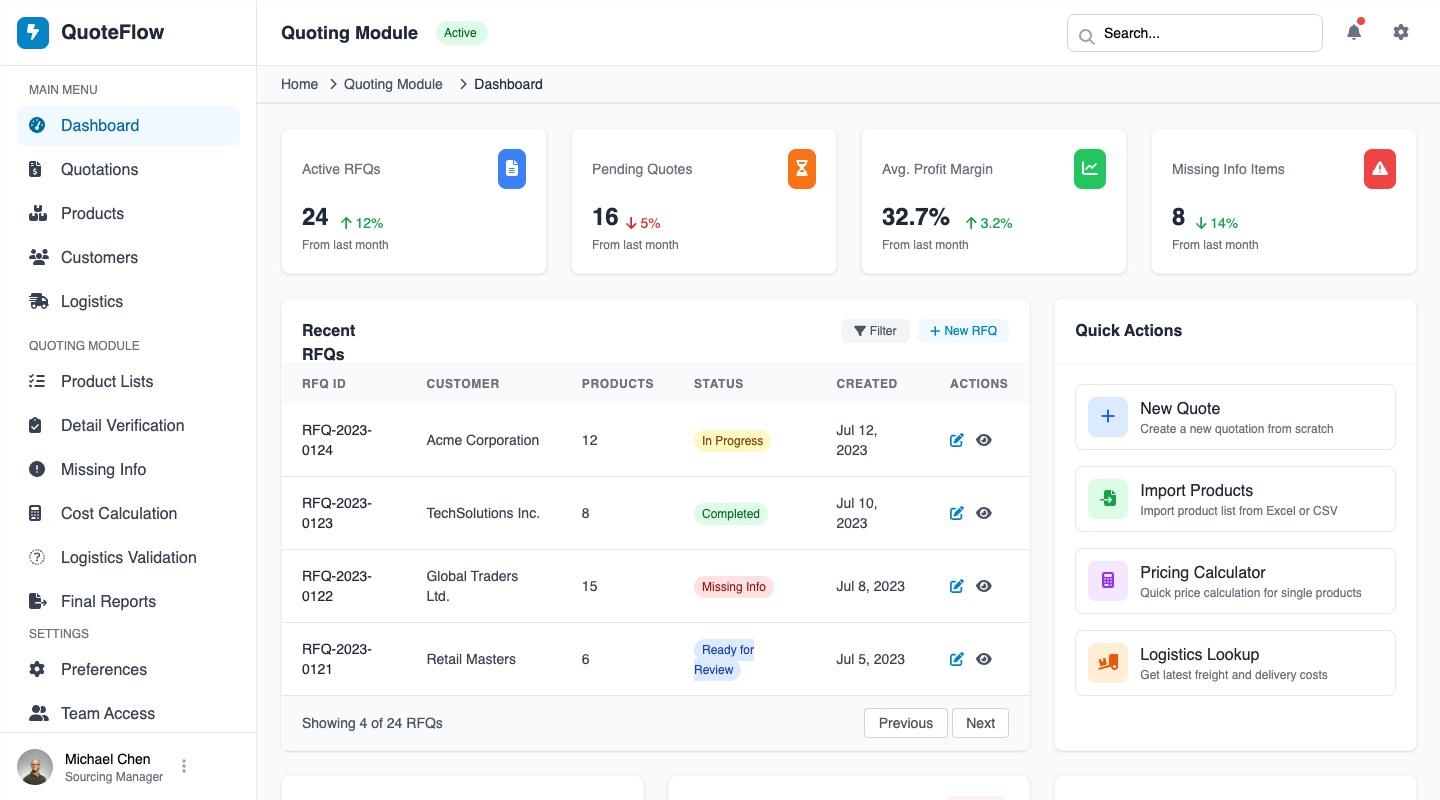 QuoteFlow
Quoting Module
Active
Search...
MAIN MENU
Dashboard
Quotations
Products
Customers
Logistics
QUOTING MODULE
Product Lists
Detail Verification
Missing Info
Cost Calculation
Logistics Validation
Final Reports
SETTINGS
Preferences
Team Access
Michael Chen
Sourcing Manager
Home
Quoting Module
Dashboard
Active RFQs
24 12%
From last month
Pending Quotes
16 5%
From last month
Avg. Profit Margin
32.7% 3.2%
From last month
Missing Info Items
8 14%
From last month
Recent
RFQs
Filter
New RFQ
RFQ ID CUSTOMER PRODUCTS STATUS CREATED ACTIONS
RFQ-2023-
0124
Acme Corporation
12
In Progress
Jul 12,
2023
RFQ-2023-
0123
TechSolutions Inc.
8
Completed
Jul 10,
2023
RFQ-2023-
0122
Global Traders
Ltd.
15
Missing Info
Jul 8, 2023
RFQ-2023-
0121
Retail Masters
6
Ready for
Review
Jul 5, 2023
Showing 4 of 24 RFQs
Previous
Next
Quick Actions
New Quote
Create a new quotation from scratch
Import Products
Import product list from Excel or CSV
Pricing Calculator
Quick price calculation for single products
Logistics Lookup
Get latest freight and delivery costs